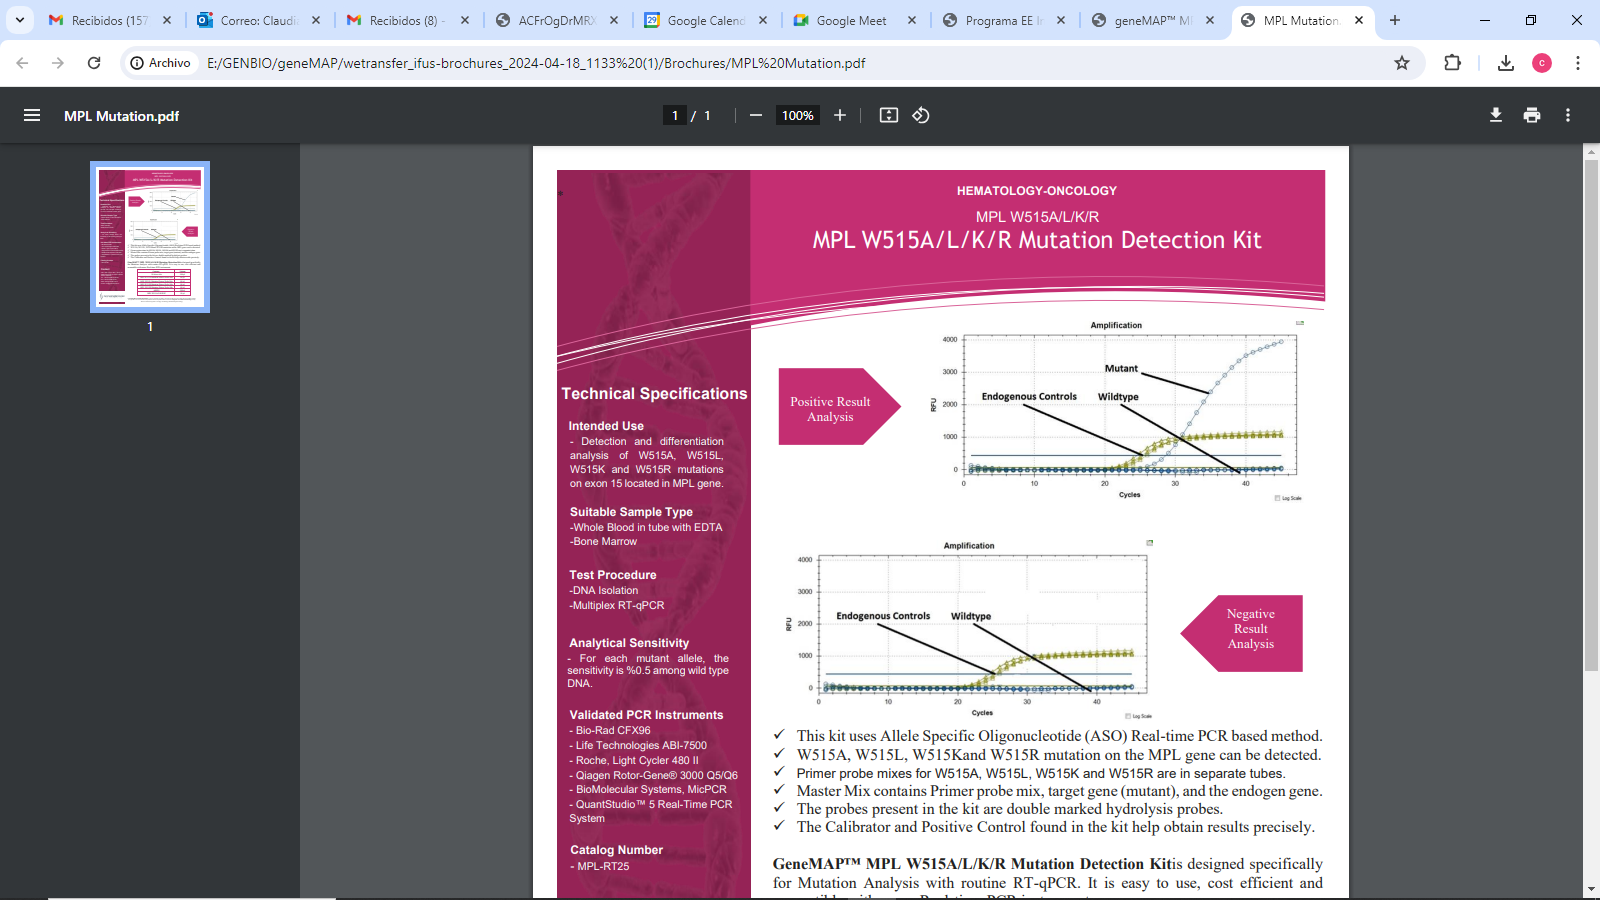 Recibidos (157
Correo: Claudia
Recibidos (8) -
ACFrOgDrMRX
Google Calend
Google Meet
Programa EE I
geneMAP™ M
MPL Mutation.
Archivo
E:/GENBIO/geneMAP/wetransfer_ifus-brochures_2024-04-18_1133%20(1)/Brochures/MPL%20Mutation.pdf
c
MPL Mutation.pdf
1 / 1
100%
1
HEMATOLOGY-ONCOLOGY
MPL W515A/L/K/R
MPL W515A/L/K/R Mutation Detection Kit
Technical Specifications
Intended Use
- Detection and differentiation
analysis of W515A, W515L,
W515K and W515R mutations
on exon 15 located in MPL gene.
Suitable Sample Type
-Whole Blood in tube with EDTA
-Bone Marrow
Test Procedure
-DNA Isolation
-Multiplex RT-qPCR
Analytical Sensitivity
- For each mutant allele, the
sensitivity is %0.5 among wild type
DNA.
Validated PCR Instruments
- Bio-Rad CFX96
- Life Technologies ABI-7500
- Roche, Light Cycler 480 II
- Qiagen Rotor-Gene® 3000 Q5/Q6
- BioMolecular Systems, MicPCR
- QuantStudio™ 5 Real-Time PCR
System
Catalog Number
- MPL-RT25
Positive Result
Analysis
Amplification
4000
3000
2000
1000
0
RFU
Mutant
Endogenous Controls
Wildtype
0 10 20 30 40
Cycles
Log Scale
Amplification
4000
3000
2000
1000
0
RFU
Endogenous Controls
Wildtype
0 10 20 30 40
Cycles
Log Scale
Negative
Result
Analysis
✓ This kit uses Allele Specific Oligonucleotide (ASO) Real-time PCR based method.
✓ W515A, W515L, W515Kand W515R mutation on the MPL gene can be detected.
✓ Primer probe mixes for W515A, W515L, W515K and W515R are in separate tubes.
✓ Master Mix contains Primer probe mix, target gene (mutant), and the endogen gene.
✓ The probes present in the kit are double marked hydrolysis probes.
✓ The Calibrator and Positive Control found in the kit help obtain results precisely.
GeneMAP™ MPL W515A/L/K/R Mutation Detection Kitis designed specifically
for Mutation Analysis with routine RT-qPCR. It is easy to use, cost efficient and